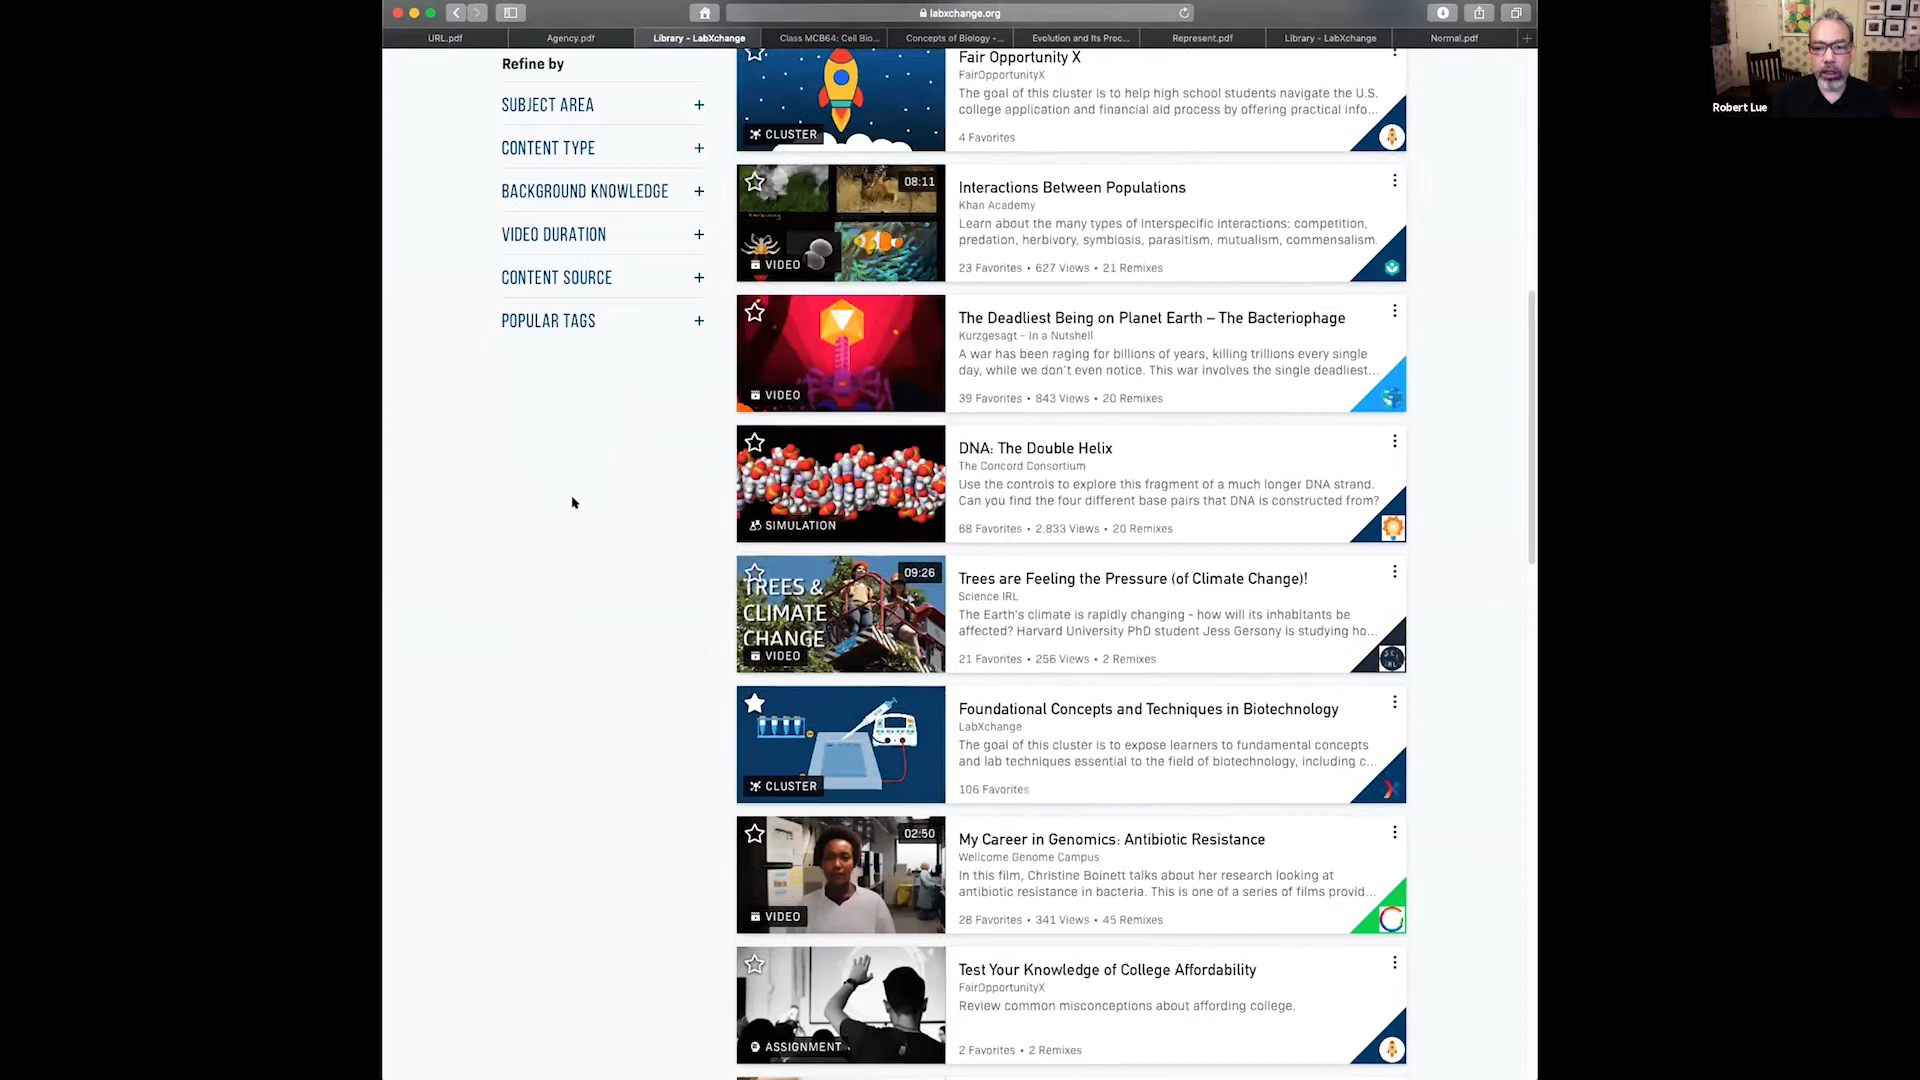 labxchange.org
URL.pdf
Agency.pdf
Library - LabXchange
Class MCB64: Cell Bio...
Concepts of Biology -...
Evolution and Its Proc...
Represent.pdf
Library - LabXchange
Normal.pdf
Robert Lue
Refine by
SUBJECT AREA +
CONTENT TYPE +
BACKGROUND KNOWLEDGE +
VIDEO DURATION +
CONTENT SOURCE +
POPULAR TAGS +
CLUSTER
Fair Opportunity X
FairOpportunityX
The goal of this cluster is to help high school students navigate the U.S.
college application and financial aid process by offering practical info...
4 Favorites
08:11
VIDEO
Interactions Between Populations
Khan Academy
Learn about the many types of interspecific interactions: competition,
predation, herbivory, symbiosis, parasitism, mutualism, commensalism
23 Favorites • 627 Views • 21 Remixes
VIDEO
The Deadliest Being on Planet Earth – The Bacteriophage
Kurzgesagt - In a Nutshell
A war has been raging for billions of years, killing trillions every single
day, while we don't even notice. This war involves the single deadliest...
39 Favorites • 843 Views • 20 Remixes
SIMULATION
DNA: The Double Helix
The Concord Consortium
Use the controls to explore this fragment of a much longer DNA strand.
Can you find the four different base pairs that DNA is constructed from?
68 Favorites • 2,833 Views • 20 Remixes
09:26
TREES &
CLIMATE
CHANGE
VIDEO
Trees are Feeling the Pressure (of Climate Change)!
Science IRL
The Earth's climate is rapidly changing - how will its inhabitants be
affected? Harvard University PhD student Jess Gersony is studying ho...
21 Favorites • 256 Views • 2 Remixes
SCI
IRL
CLUSTER
Foundational Concepts and Techniques in Biotechnology
LabXchange
The goal of this cluster is to expose learners to fundamental concepts
and lab techniques essential to the field of biotechnology, including c...
106 Favorites
02:50
VIDEO
My Career in Genomics: Antibiotic Resistance
Wellcome Genome Campus
In this film, Christine Boinett talks about her research looking at
antibiotic resistance in bacteria. This is one of a series of films provid...
28 Favorites • 341 Views • 45 Remixes
ASSIGNMENT
Test Your Knowledge of College Affordability
FairOpportunityX
Review common misconceptions about affording college.
2 Favorites • 2 Remixes